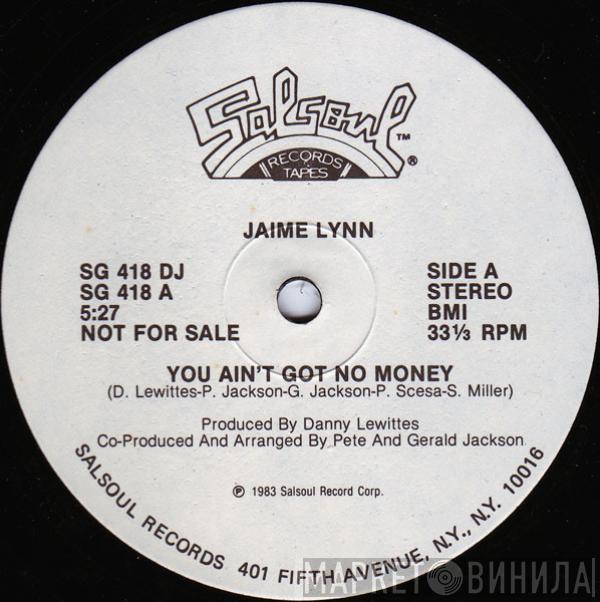 Salsoul™
RECORDS
TAPES®
JAIME LYNN
SG 418 DJ
SG 418 A
5:27
NOT FOR SALE
SIDE A
STEREO
BMI
33⅓ RPM
YOU AIN'T GOT NO MONEY
(D. Lewittes-P. Jackson-G. Jackson-P. Scesa-S. Miller)
Produced By Danny Lewittes
Co-Produced And Arranged By Pete And Gerald Jackson
℗ 1983 Salsoul Record Corp.
SALSOUL RECORDS 401 FIFTH AVENUE, N.Y., N.Y. 10016
МАРКЕТ ВИНИЛА